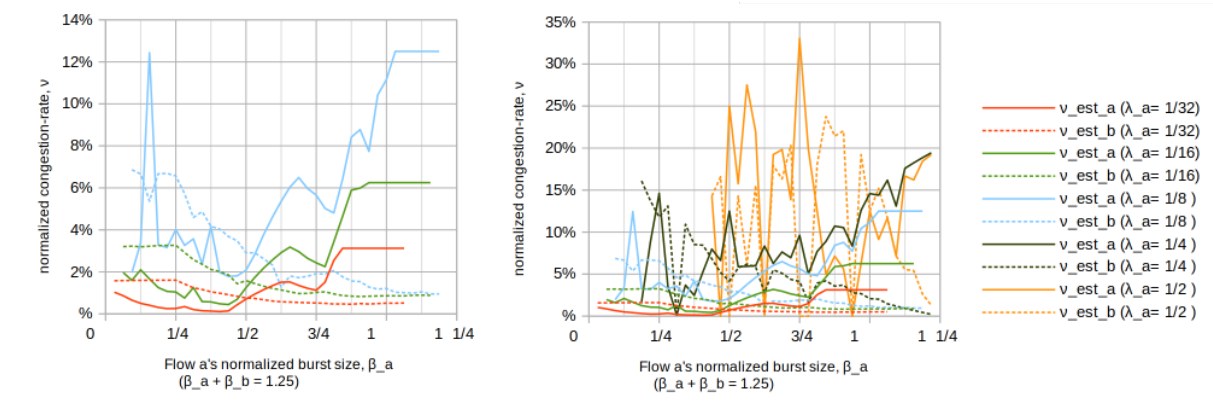 14%
12%
10%
8%
6%
4%
2%
%
normalized congestion-rate, ν
0 1/4 1/2 3/4 1 1 1/4
Flow a's normalized burst size, β_a
(β_a + β_b = 1.25)
35%
30%
25%
20%
15%
10%
5%
%
normalized congestion-rate, ν
0 1/4 1/2 3/4 1 1 1/4
Flow a's normalized burst size, β_a
(β_a + β_b = 1.25)
ν_est_a (λ_a= 1/32)
ν_est_b (λ_a= 1/32)
ν_est_a (λ_a= 1/16)
ν_est_b (λ_a= 1/16)
ν_est_a (λ_a= 1/8 )
ν_est_b (λ_a= 1/8 )
ν_est_a (λ_a= 1/4 )
ν_est_b (λ_a= 1/4 )
ν_est_a (λ_a= 1/2 )
ν_est_b (λ_a= 1/2 )